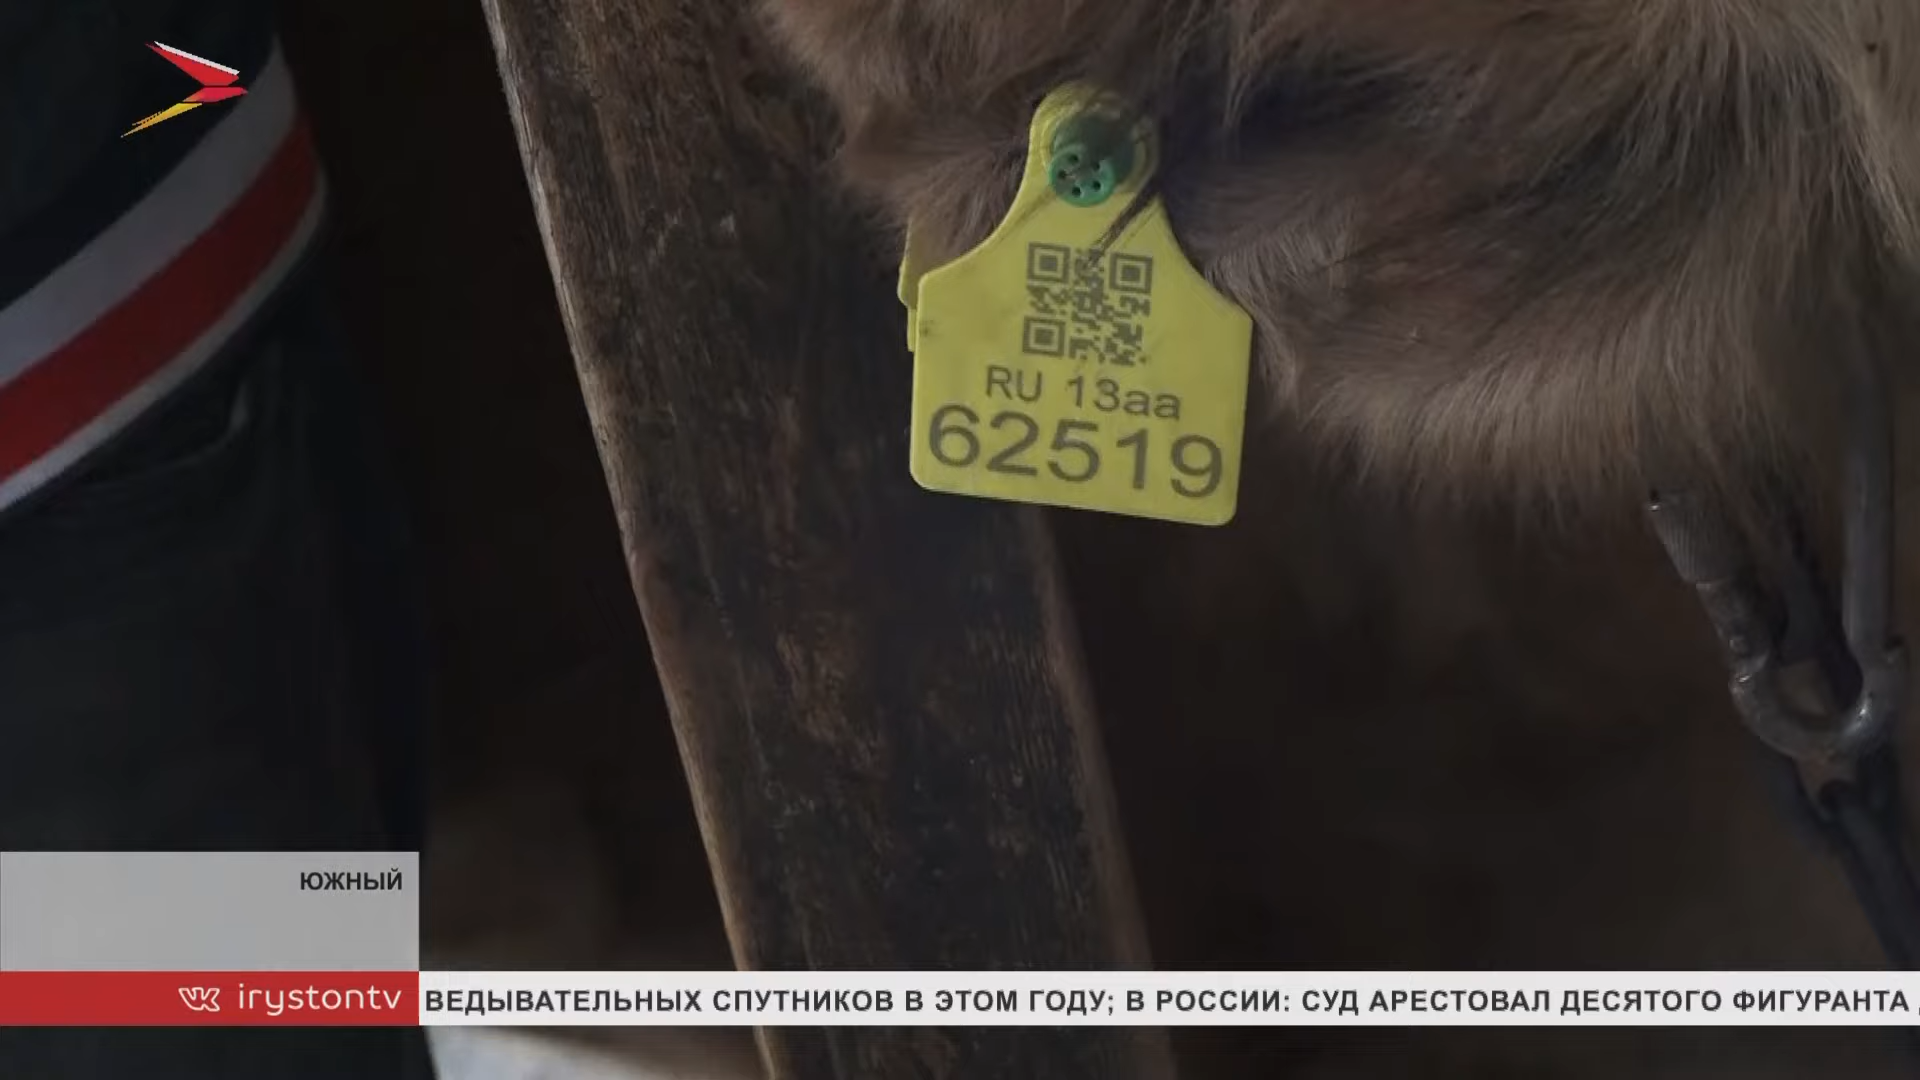 RU 13aa
62519
ЮЖНЫЙ
irystontv
ВЕДЫВАТЕЛЬНЫХ СПУТНИКОВ В ЭТОМ ГОДУ; В РОССИИ: СУД АРЕСТОВАЛ ДЕСЯТОГО ФИГУРАНТА